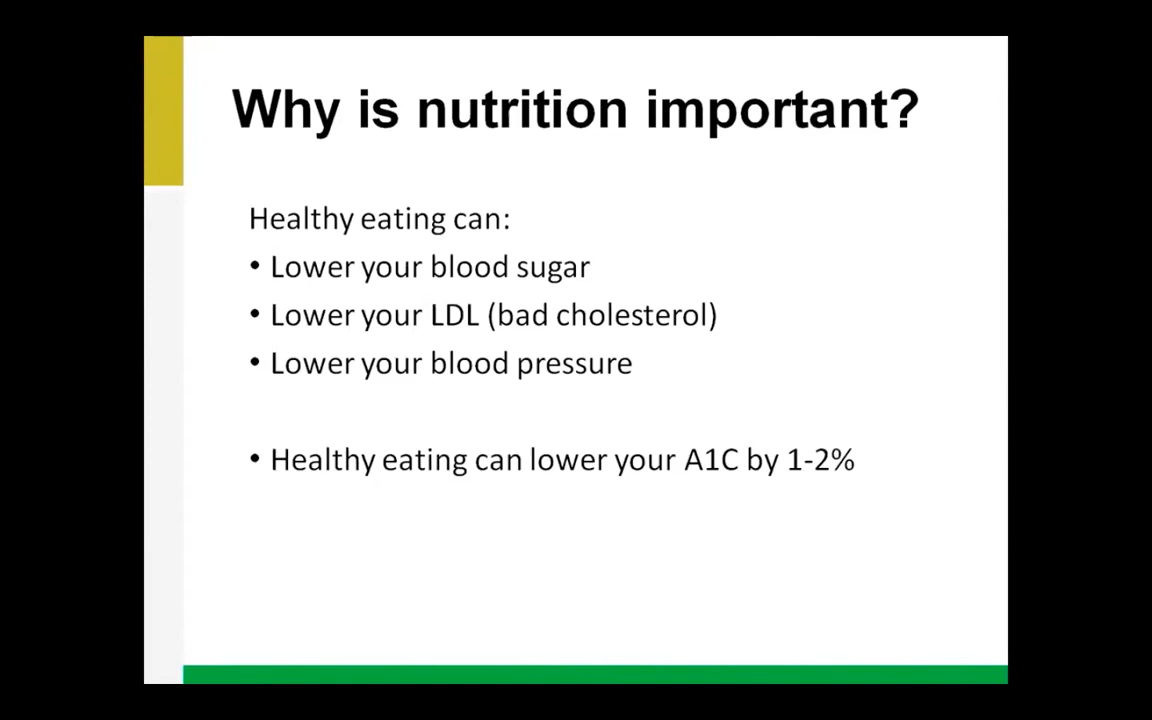 Why is nutrition important?
Healthy eating can:
• Lower your blood sugar
• Lower your LDL (bad cholesterol)
• Lower your blood pressure
• Healthy eating can lower your A1C by 1-2%